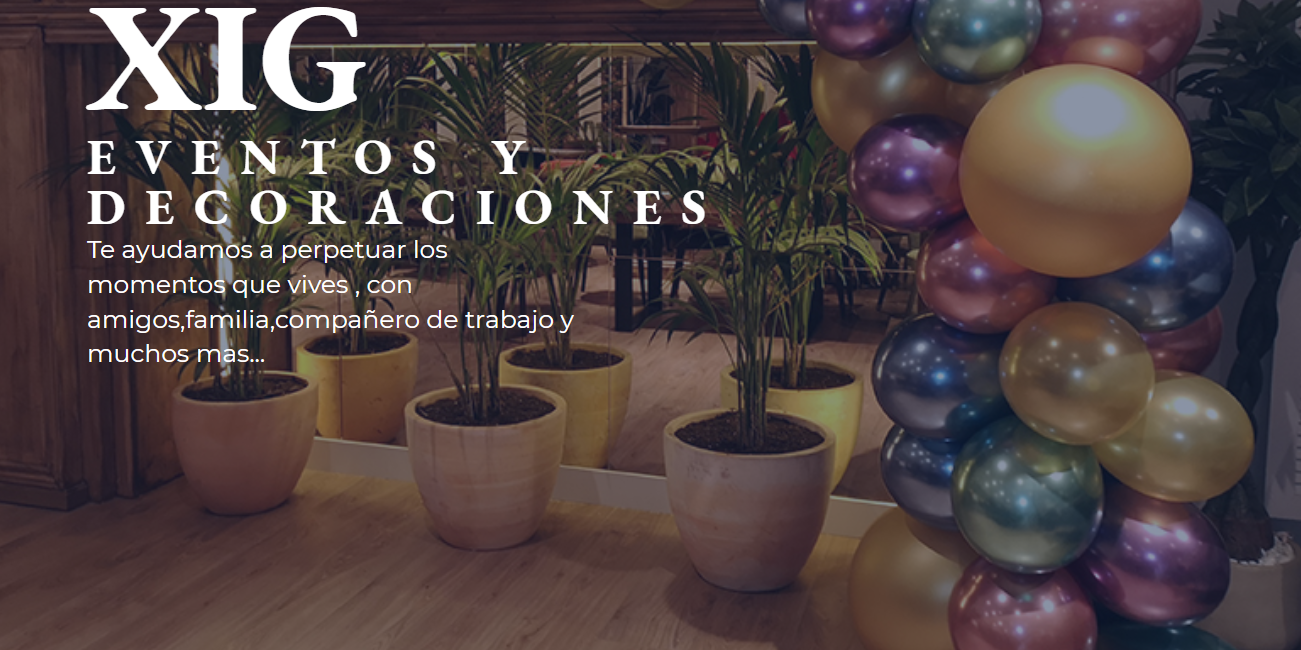 XIG
EVENTOS Y
DECORACIONES
Te ayudamos a perpetuar los
momentos que vives , con
amigos,familia,compañero de trabajo y
muchos mas...